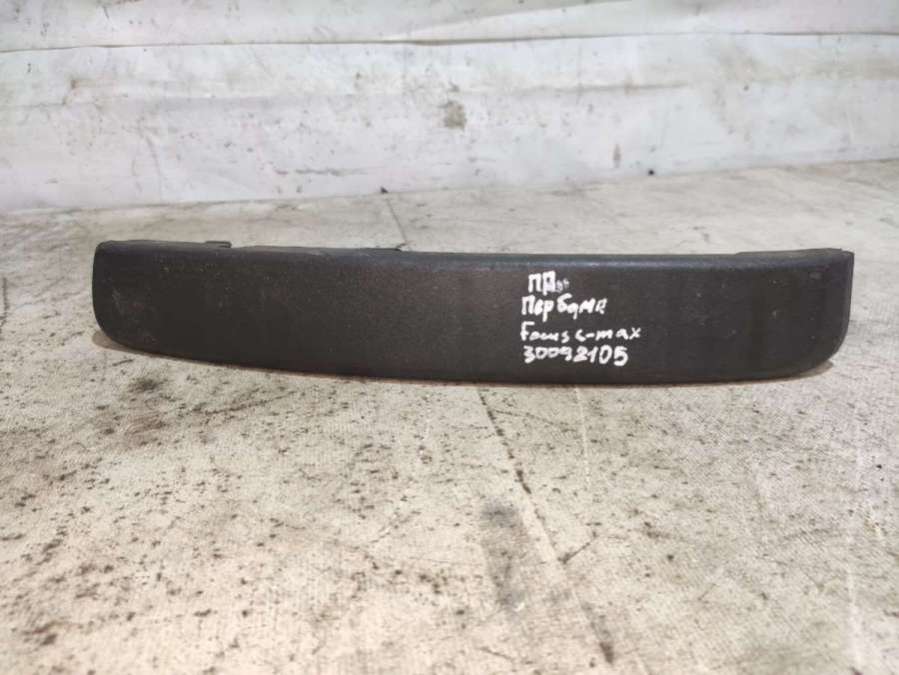 ПП
Пер бамп
Focus c-max
30092105